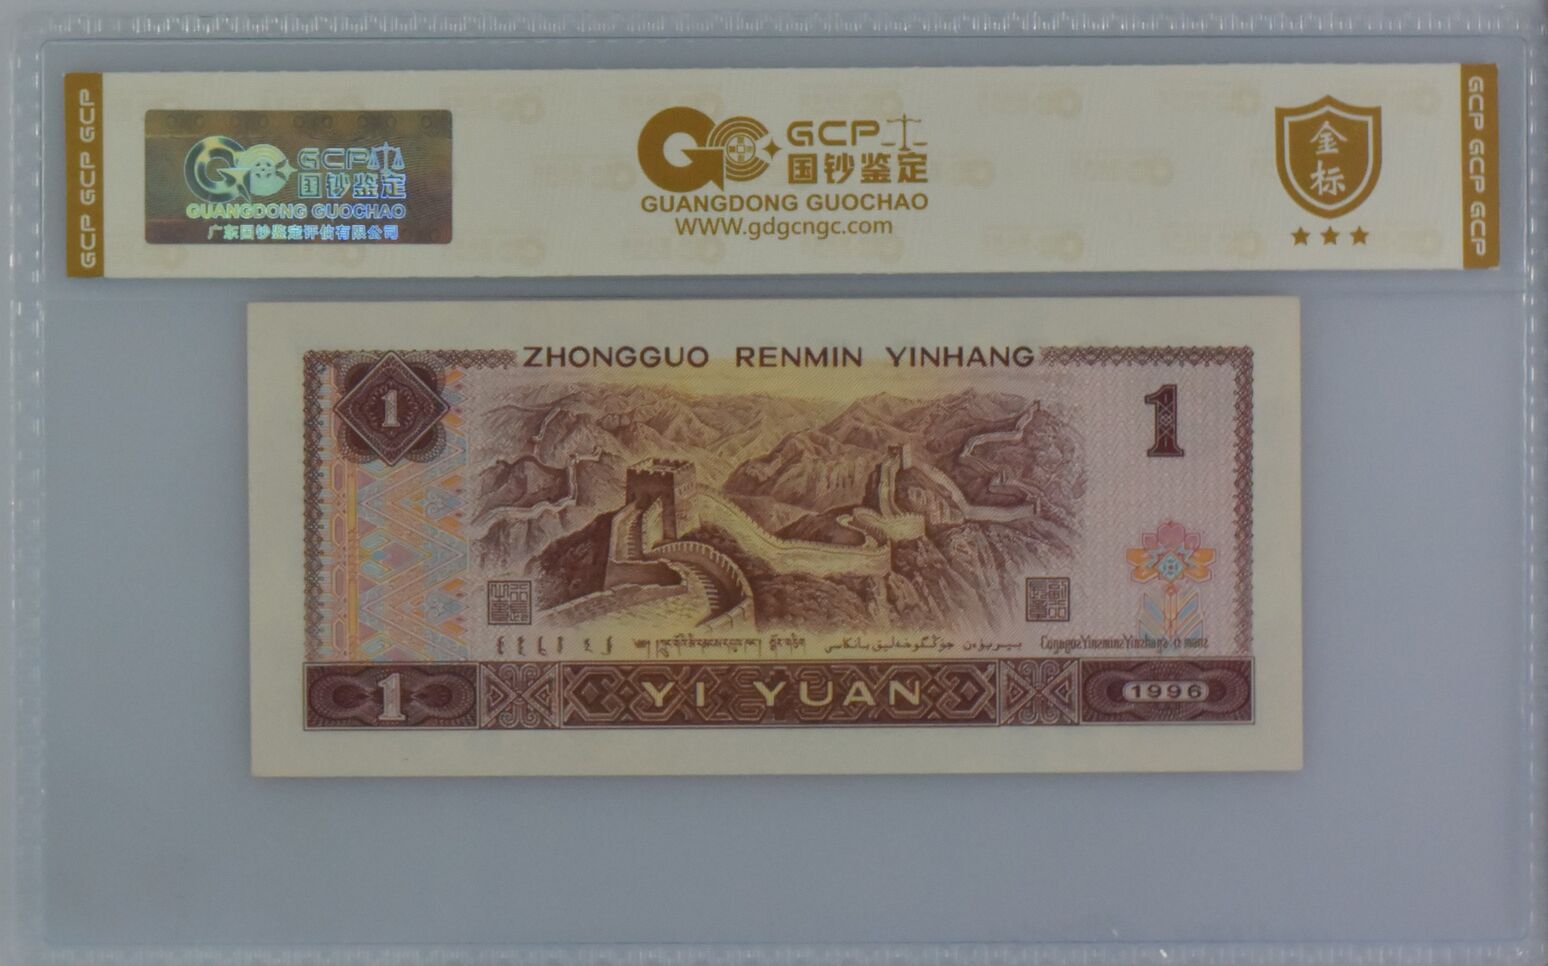 GCP GCP GCP
GCP
国钞鉴定
GUANGDONG GUOCHAO
广东国钞鉴定评估有限公司
GCP
国钞鉴定
GUANGDONG GUOCHAO
WWW.gdgcngc.com
金标
GCP GCP GCP
ZHONGGUO RENMIN YINHANG
1
1
1
YI YUAN
1996